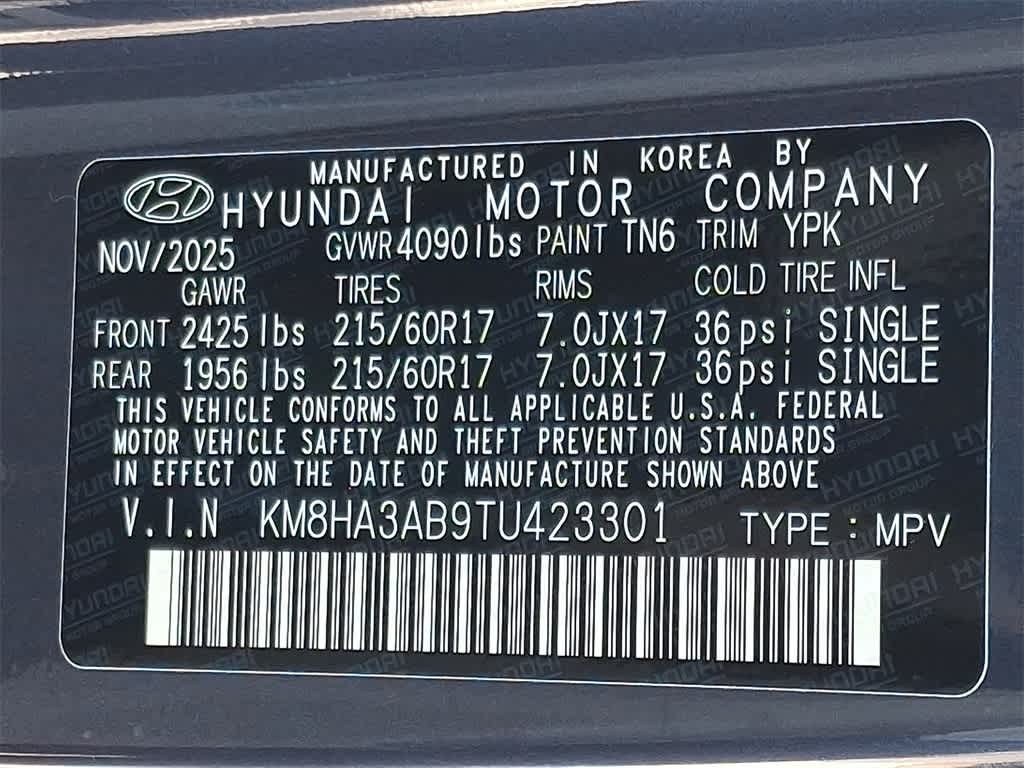 MANUFACTURED IN KOREA BY
HYUNDAI MOTOR COMPANY
NOV/2025 GVWR 4090lbs PAINT TN6 TRIM YPK
GAWR TIRES RIMS COLD TIRE INFL
FRONT 2425lbs 215/60R17 7.0JX17 36psi SINGLE
REAR 1956lbs 215/60R17 7.0JX17 36psi SINGLE
THIS VEHICLE CONFORMS TO ALL APPLICABLE U.S.A. FEDERAL
MOTOR VEHICLE SAFETY AND THEFT PREVENTION STANDARDS
IN EFFECT ON THE DATE OF MANUFACTURE SHOWN ABOVE
V.I.N KM8HA3AB9TU423301 TYPE : MPV